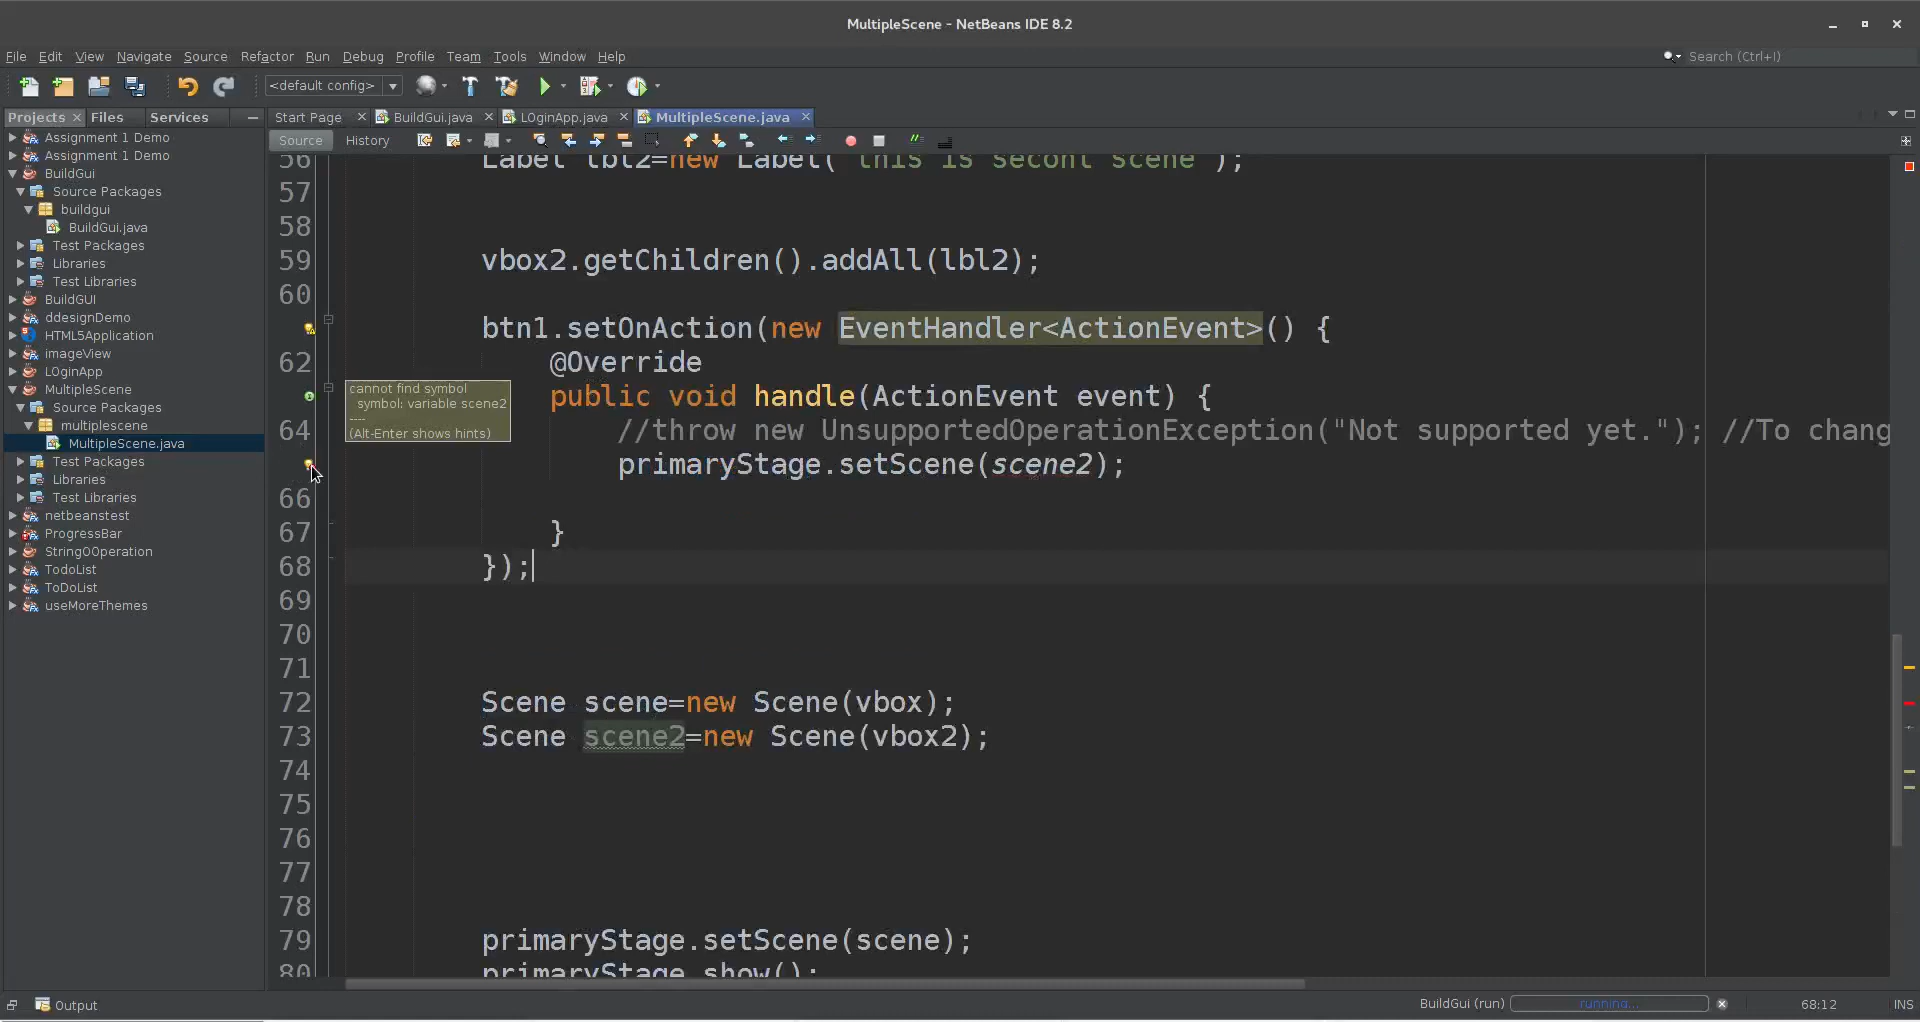 MultipleScene - NetBeans IDE 8.2
File Edit View Navigate Source Refactor Run Debug Profile Team Tools Window Help
Search (Ctrl+I)
<default config>
Projects Files Services
Start Page BuildGui.java LOginApp.java MultipleScene.java
Source History
Assignment 1 Demo
Assignment 1 Demo
BuildGui
Source Packages
buildgui
BuildGui.java
Test Packages
Libraries
Test Libraries
BuildGUI
ddesignDemo
HTML5Application
imageView
LOginApp
MultipleScene
Source Packages
multiplescene
MultipleScene.java
Test Packages
Libraries
Test Libraries
netbeanstest
ProgressBar
StringOOperation
TodoList
ToDoList
useMoreThemes
56 Label lbl2=new Label( this is secont scene );
57
58
59 vbox2.getChildren().addAll(lbl2);
60
btn1.setOnAction(new EventHandler<ActionEvent>() {
62 @Override
public void handle(ActionEvent event) {
64 //throw new UnsupportedOperationException("Not supported yet."); //To chang
primaryStage.setScene(scene2);
66
67 }
68 });
69
70
71
72 Scene scene=new Scene(vbox);
73 Scene scene2=new Scene(vbox2);
74
75
76
77
78
79 primaryStage.setScene(scene);
80 primaryStage.show();
cannot find symbol
symbol: variable scene2
----
(Alt-Enter shows hints)
Output
BuildGui (run) running... 68:12 INS